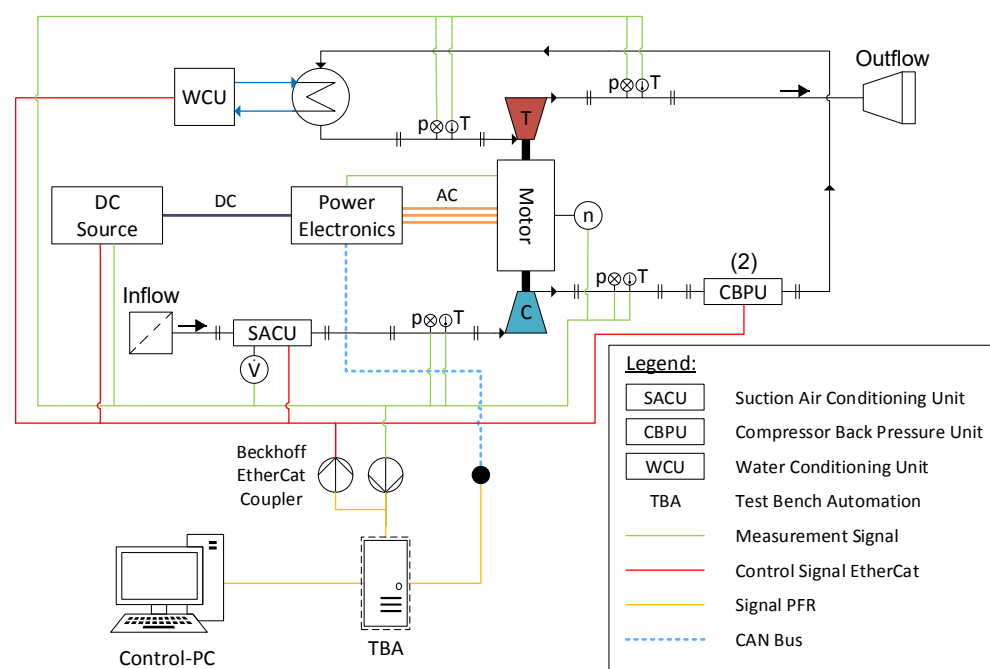 Outflow
WCU
p
T
p
T
T
DC
Source
DC
Power
Electronics
AC
Motor
n
(2)
p
T
CBPU
Inflow
SACU
V̇
p
T
C
Legend:
SACU Suction Air Conditioning Unit
CBPU Compressor Back Pressure Unit
WCU Water Conditioning Unit
TBA Test Bench Automation
Measurement Signal
Control Signal EtherCat
Signal PFR
CAN Bus
Beckhoff
EtherCat
Coupler
TBA
Control-PC